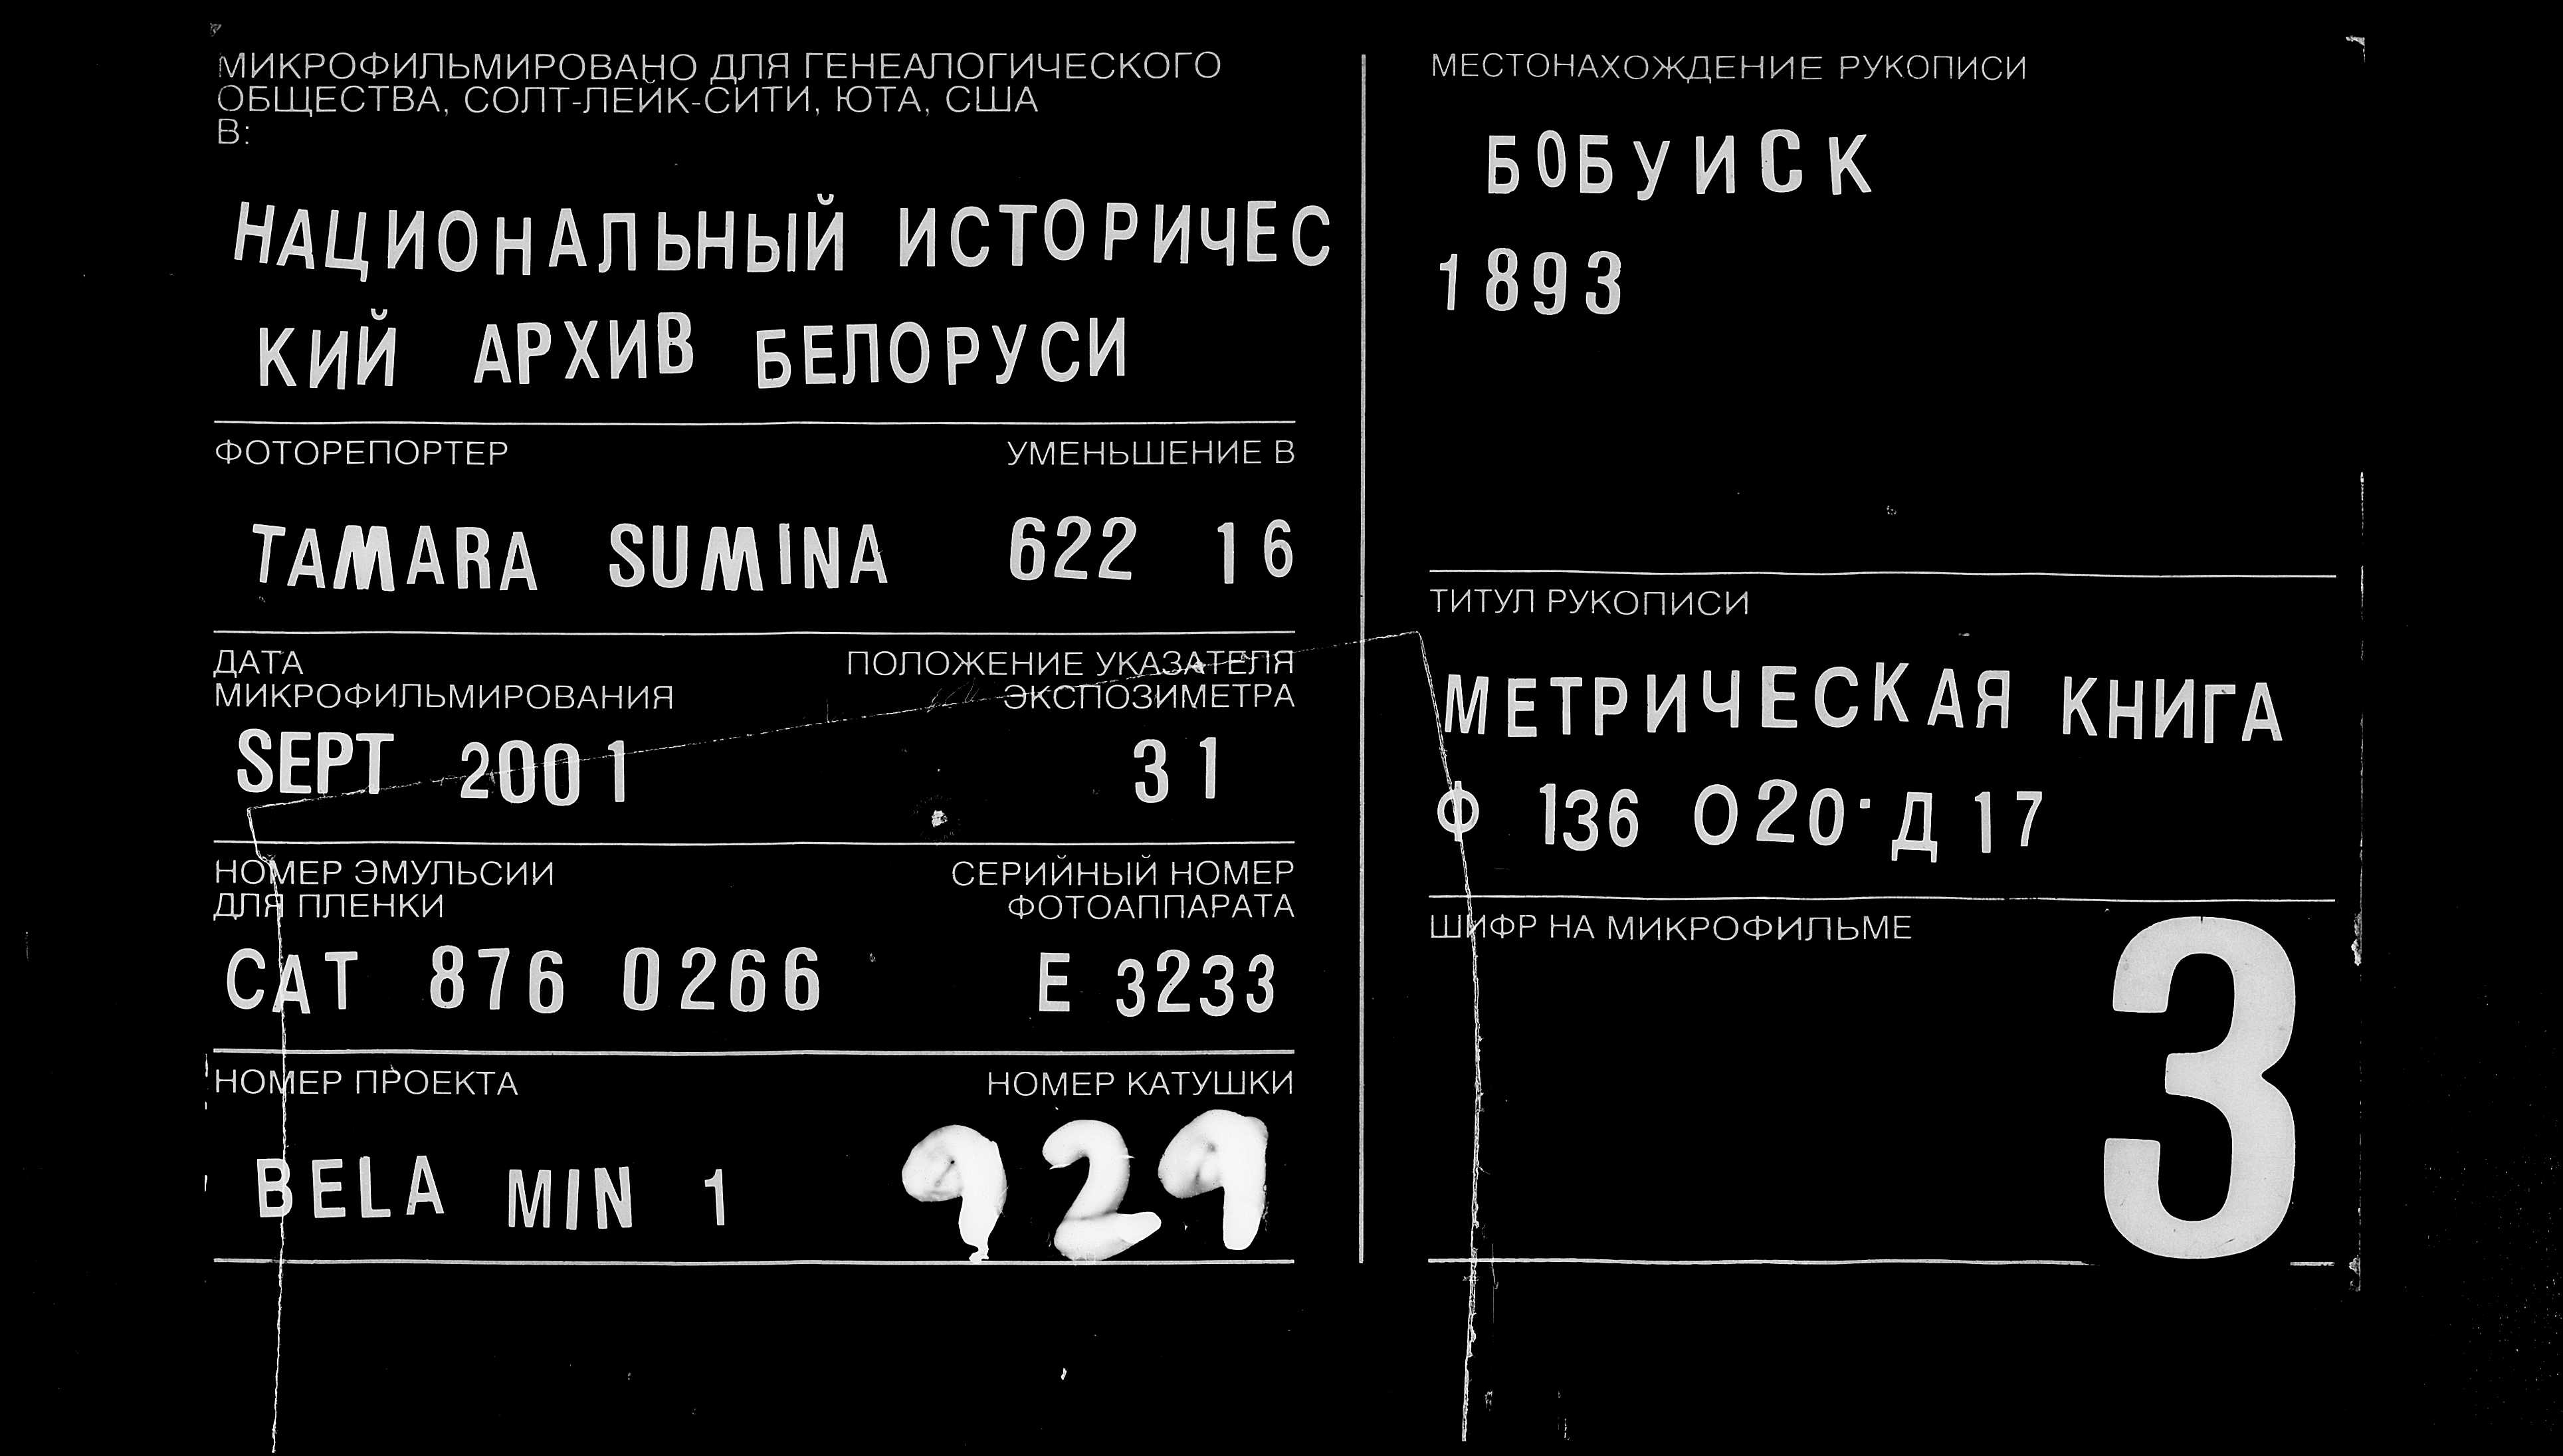 МИКРОФИЛЬМИРОВАНО ДЛЯ ГЕНЕАЛОГИЧЕСКОГО
ОБЩЕСТВА, СОЛТ-ЛЕЙК-СИТИ, ЮТА, США
В:
НАЦИОНАЛЬНЫЙ ИСТОРИЧЕС
КИЙ АРХИВ БЕЛОРУСИ
ФОТОРЕПОРТЕР УМЕНЬШЕНИЕ В
TAMARA SUMINA 622 16
ДАТА
МИКРОФИЛЬМИРОВАНИЯ
ПОЛОЖЕНИЕ УКАЗАТЕЛЯ
ЭКСПОЗИМЕТРА
SEPT 2001 31
НОМЕР ЭМУЛЬСИИ
ДЛЯ ПЛЕНКИ
СЕРИЙНЫЙ НОМЕР
ФОТОАППАРАТА
CAT 876 0266 E 3233
НОМЕР ПРОЕКТА НОМЕР КАТУШКИ
BELA MIN 1 929
МЕСТОНАХОЖДЕНИЕ РУКОПИСИ
БОБУИСК
1893
ТИТУЛ РУКОПИСИ
МЕТРИЧЕСКАЯ КНИГА
Ф 136 О20· Д 17
ШИФР НА МИКРОФИЛЬМЕ
3